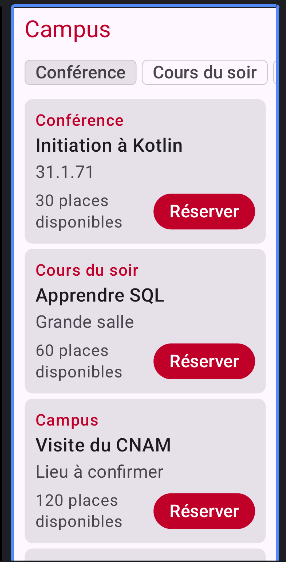 Campus
Conférence
Cours du soir
Conférence
Initiation à Kotlin
31.1.71
30 places
disponibles
Réserver
Cours du soir
Apprendre SQL
Grande salle
60 places
disponibles
Réserver
Campus
Visite du CNAM
Lieu à confirmer
120 places
disponibles
Réserver